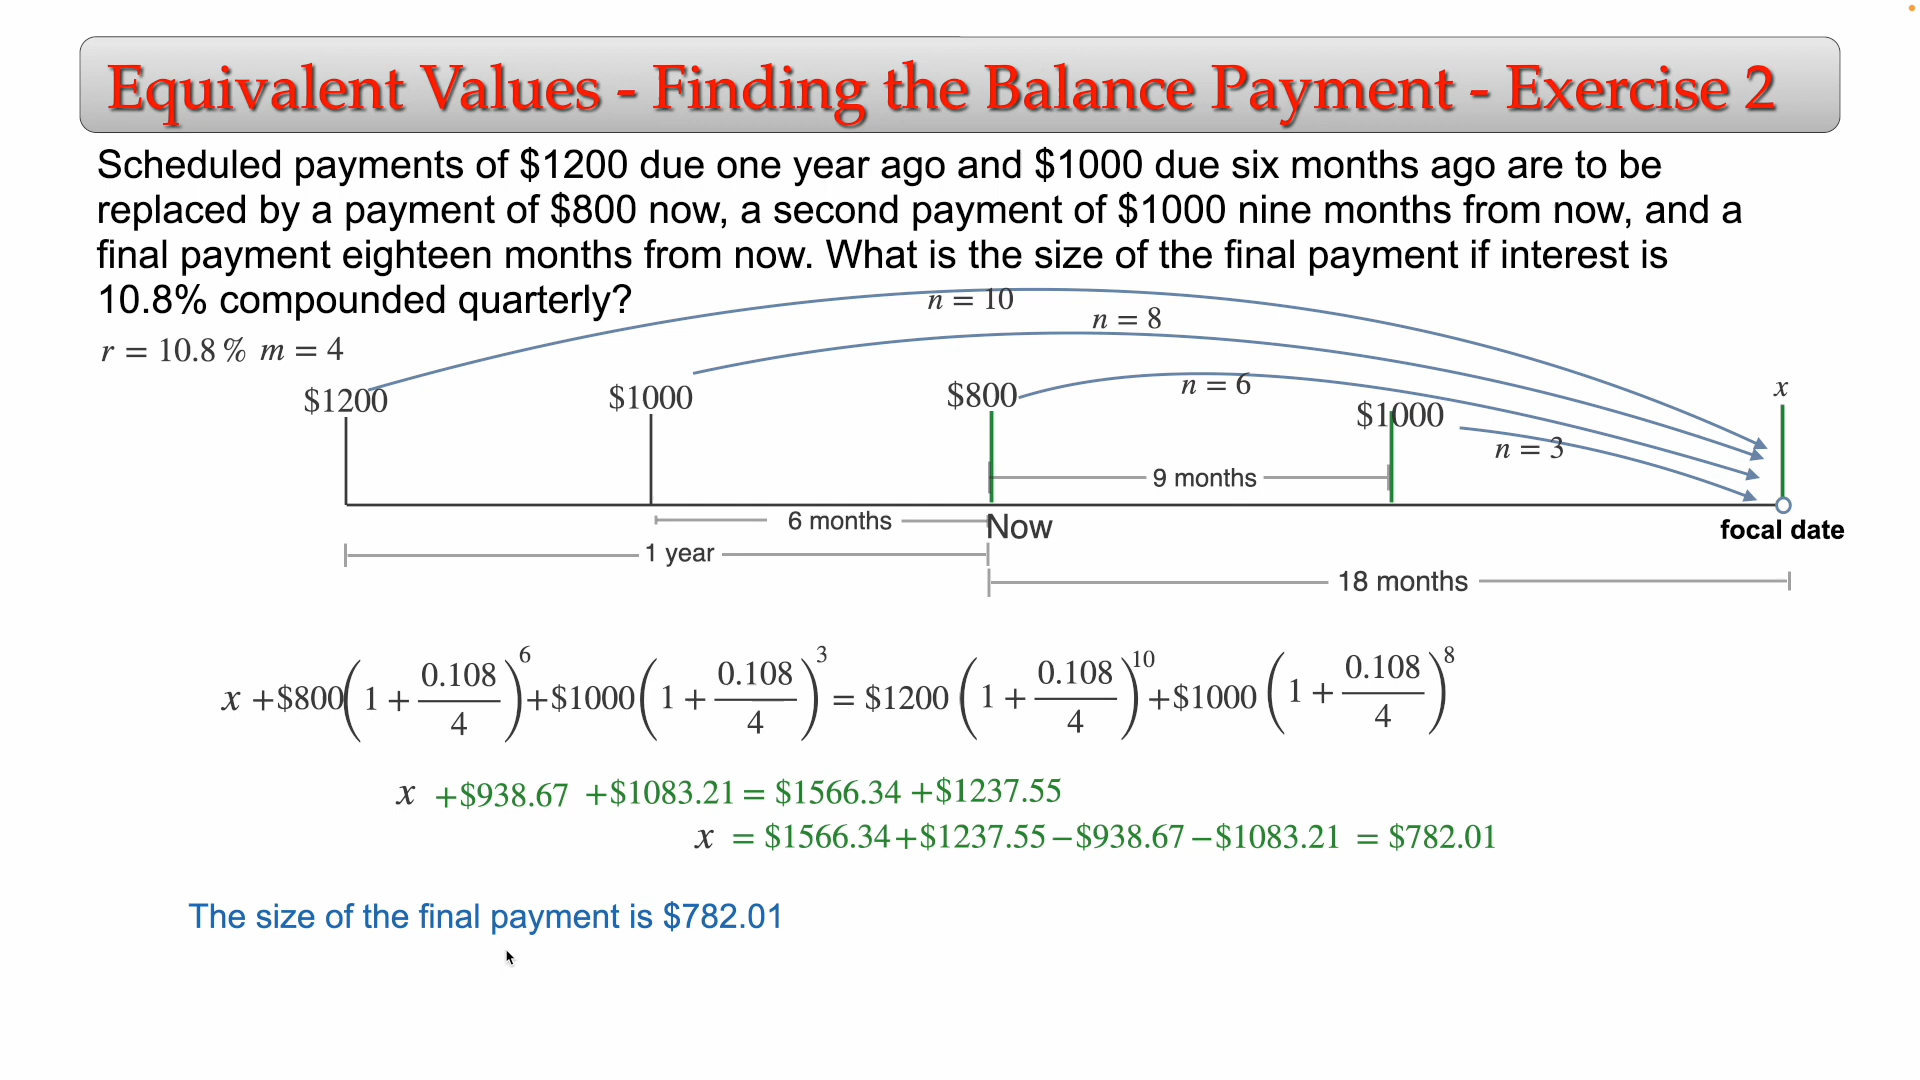 Equivalent Values - Finding the Balance Payment - Exercise 2
Scheduled payments of $1200 due one year ago and $1000 due six months ago are to be
replaced by a payment of $800 now, a second payment of $1000 nine months from now, and a
final payment eighteen months from now. What is the size of the final payment if interest is
10.8% compounded quarterly?
n = 10
n = 8
r = 10.8 % m = 4
n = 6
$1200
$1000
$800
$1000
x
n = 3
9 months
6 months
Now
focal date
1 year
18 months
x +$800(1 + 0.108/4)^6 +$1000(1 + 0.108/4)^3 = $1200 (1 + 0.108/4)^10 +$1000 (1 + 0.108/4)^8
x +$938.67 +$1083.21 = $1566.34 +$1237.55
x = $1566.34+$1237.55−$938.67−$1083.21 = $782.01
The size of the final payment is $782.01